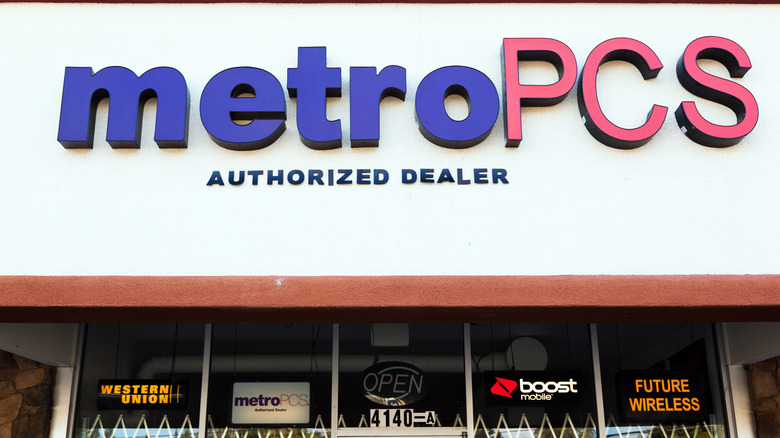 metroPCS
AUTHORIZED DEALER
WESTERN
UNION
metroPCS.
Authorized Dealer
OPEN
4140-A
boost
mobile
FUTURE
WIRELESS